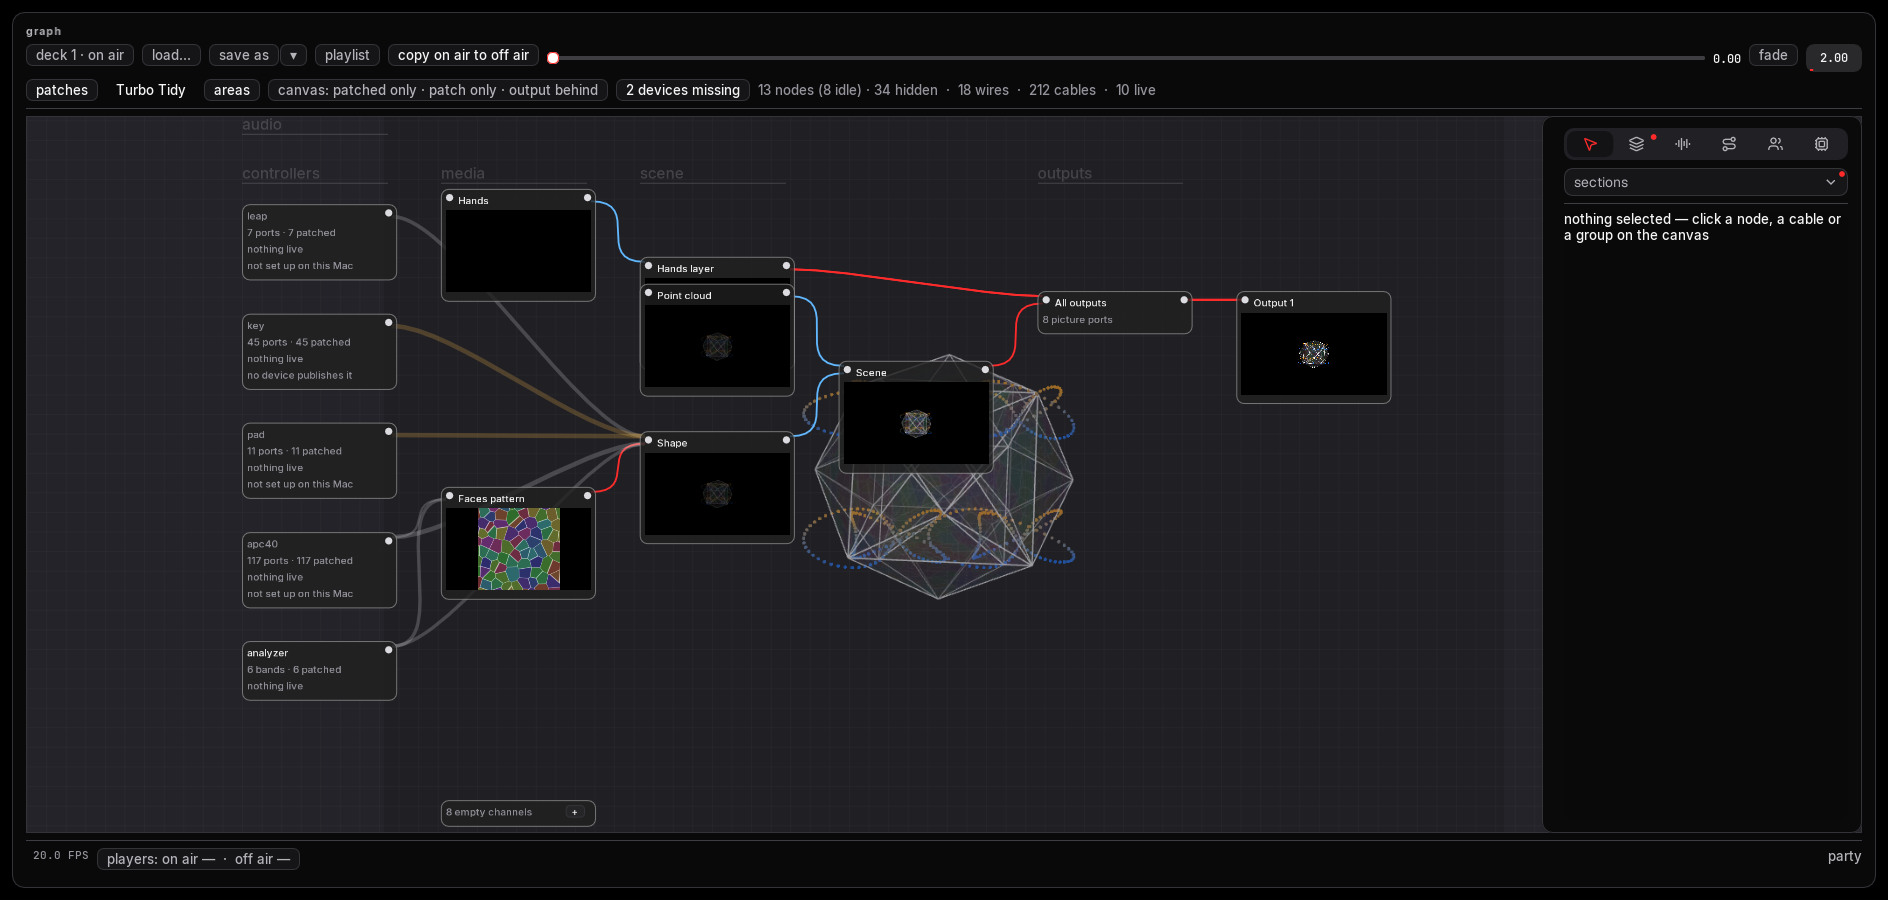 graph
deck 1 · on air
load...
save as
▼
playlist
copy on air to off air
0.00
fade
2.00
patches
Turbo Tidy
areas
canvas: patched only · patch only · output behind
2 devices missing
13 nodes (8 idle) · 34 hidden · 18 wires · 212 cables · 10 live
audio
controllers
media
scene
outputs
leap
7 ports · 7 patched
nothing live
not set up on this Mac
key
45 ports · 45 patched
nothing live
no device publishes it
pad
11 ports · 11 patched
nothing live
not set up on this Mac
apc40
117 ports · 117 patched
nothing live
not set up on this Mac
analyzer
6 bands · 6 patched
nothing live
Hands
Faces pattern
8 empty channels
+
Hands layer
Point cloud
Shape
Scene
All outputs
8 picture ports
Output 1
sections
nothing selected — click a node, a cable or
a group on the canvas
20.0 FPS
players: on air — · off air —
party